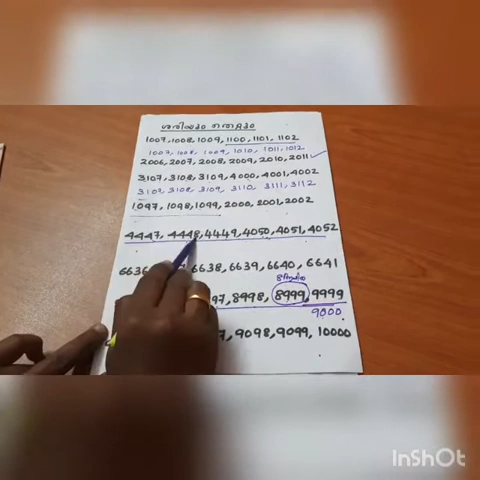 ശരിയും തെറ്റും
1007, 1008, 1009, 1100, 1101, 1102
1007, 1008, 1009, 1010, 1011, 1012
2006, 2007, 2008, 2009, 2010, 2011
3107, 3108, 3109, 4000, 4001, 4002
3107, 3108, 3109, 3110, 3111, 3112
1097, 1098, 1099, 2000, 2001, 2002
4447, 4448, 4449, 4050, 4051, 4052
6638, 6639, 6640, 6641
8998, 8999, 9999
9000
9098, 9099, 10000
InShOt